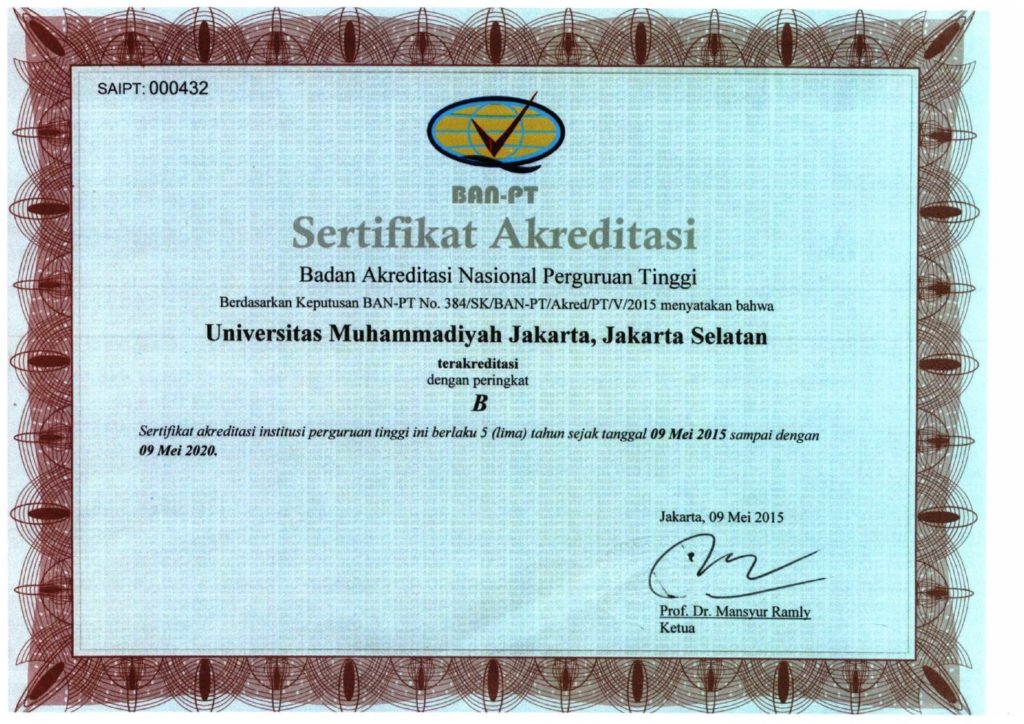 SAIPT: 000432
BAN-PT
Sertifikat Akreditasi
Badan Akreditasi Nasional Perguruan Tinggi
Berdasarkan Keputusan BAN-PT No. 384/SK/BAN-PT/Akred/PT/V/2015 menyatakan bahwa
Universitas Muhammadiyah Jakarta, Jakarta Selatan
terakreditasi
dengan peringkat
B
Sertifikat akreditasi institusi perguruan tinggi ini berlaku 5 (lima) tahun sejak tanggal 09 Mei 2015 sampai dengan
09 Mei 2020.
Jakarta, 09 Mei 2015
Prof. Dr. Mansyur Ramly
Ketua